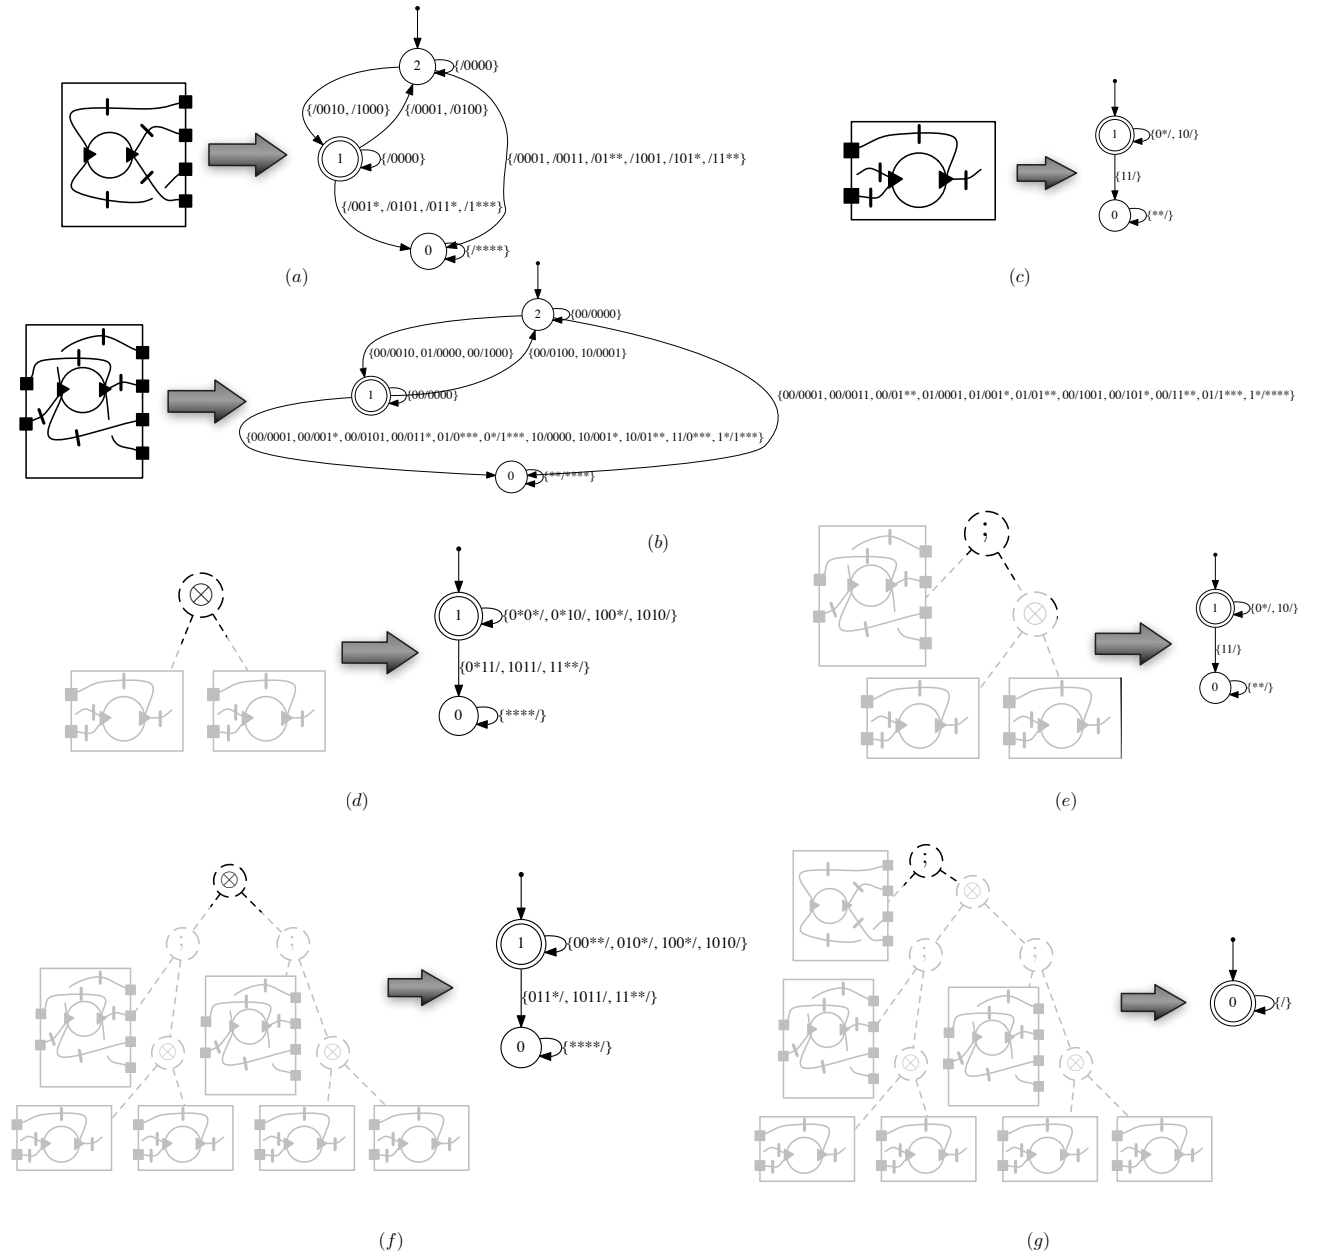 2
{/0000}
{/0010, /1000}
{/0001, /0100}
1
{/0000}
{/0001, /0011, /01**, /1001, /101*, /11**}
{/001*, /0101, /011*, /1***}
0
{/****}
(a)
1
{0*/, 10/}
{11/}
0
{**/}
(c)
2
{00/0000}
{00/0010, 01/0000, 00/1000}
{00/0100, 10/0001}
1
{00/0000}
{00/0001, 00/0011, 00/01**, 01/0001, 01/001*, 01/01**, 00/1001, 00/101*, 00/11**, 01/1***, 1*/****}
{00/0001, 00/001*, 00/0101, 00/011*, 01/0***, 0*/1***, 10/0000, 10/001*, 10/01**, 11/0***, 1*/1***}
0
{**/****}
(b)
⊗
1
{0*0*/, 0*10/, 100*/, 1010/}
{0*11/, 1011/, 11**/}
0
{****/}
(d)
;
⊗
1
{0*/, 10/}
{11/}
0
{**/}
(e)
⊗
;
;
⊗
⊗
1
{00**/, 010*/, 100*/, 1010/}
{011*/, 1011/, 11**/}
0
{****/}
(f)
;
⊗
;
;
⊗
⊗
0
{/}
(g)